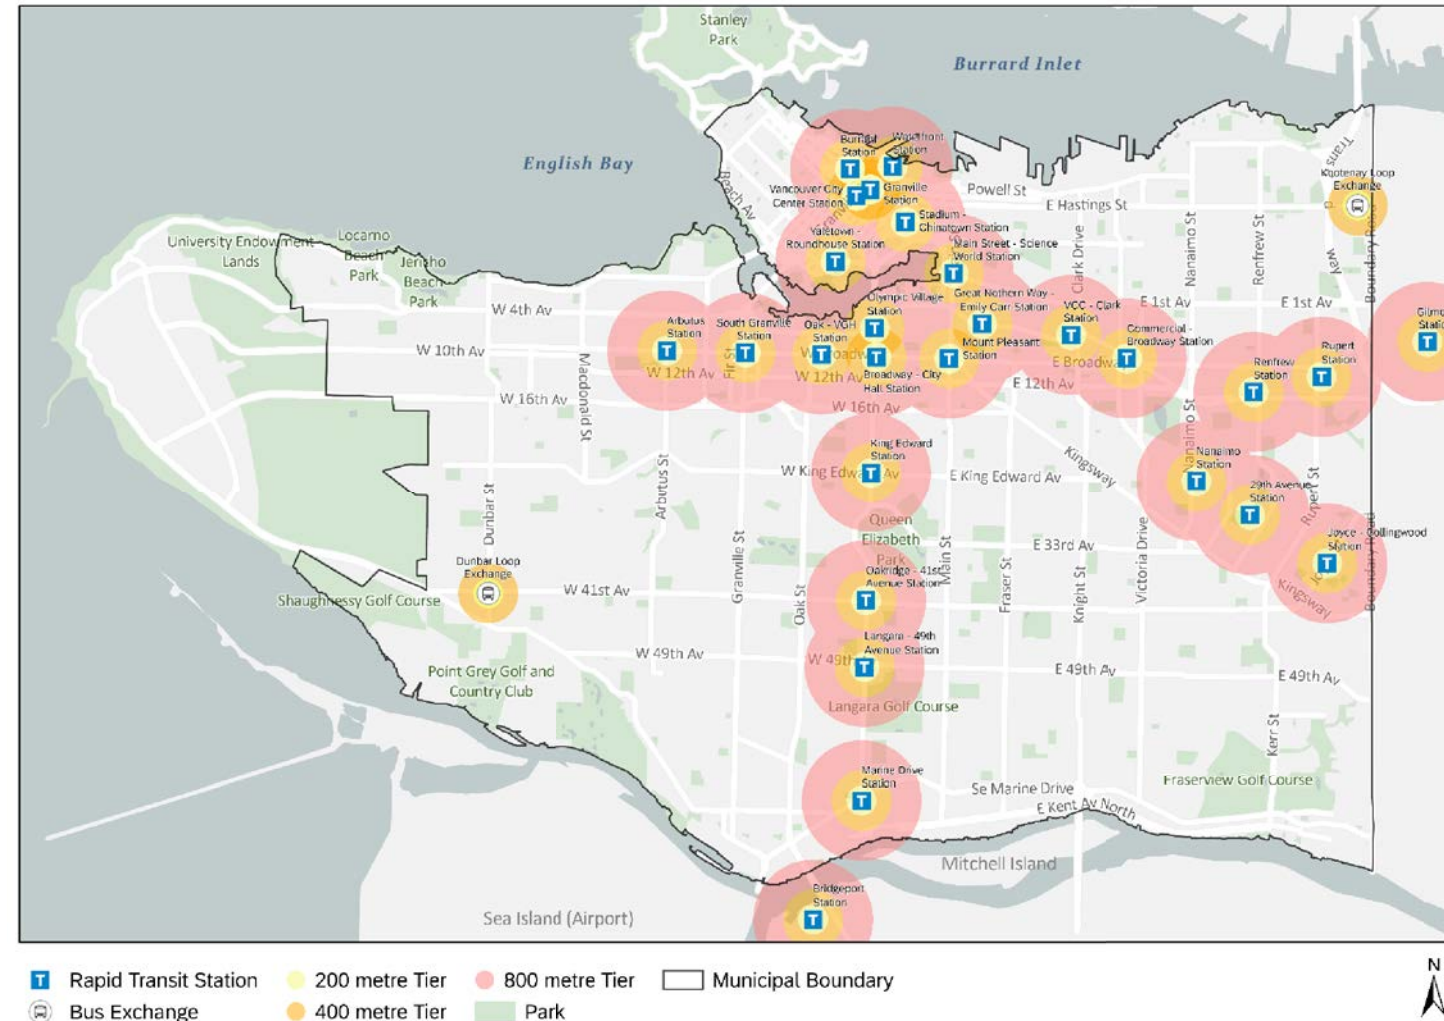 Stanley
Park
Burrard Inlet
English Bay
Trans
Way
Burrard
Station
Waterfront
Station
Vancouver City
Center Station
Granville
Station
Beach Av
Powell St
E Hastings St
Kootenay Loop
Exchange
Stadium -
Chinatown Station
Yaletown -
Roundhouse Station
Main Street - Science
World Station
University Endowment
Lands
Locarno
Beach
Park
Jericho
Beach
Park
Clark Drive
Nanaimo St
Renfrew St
Boundary Road
W 4th Av
Olympic Village
Station
Great Nothern Way -
Emily Carr Station
VCC - Clark
Station
E 1st Av
E 1st Av
Arbutus
Station
South Granville
Station
Oak - VGH
Station
Commercial -
Broadway Station
Rupert
Station
W 10th Av
W Broadw
Mount Pleasant
Station
E Broadwa
Renfrew
Station
Macdonald St
W 12th Av
Fir St
W 12th Av
Broadway - City
Hall Station
E 12th Av
W 16th Av
W 16th Av
Nanaimo St
King Edward
Station
W King Edward Av
E King Edward Av
Kingsway
Nanaimo
Station
29th Avenue
Station
Rupert St
Dunbar St
Arbutus St
Granville St
Oak St
Main St
Fraser St
Knight St
Victoria Drive
Queen
Elizabeth
Park
E 33rd Av
Joyce - Collingwood
Station
Kingsway
Boundary Road
Dunbar Loop
Exchange
Oakridge - 41st
Avenue Station
W 41st Av
Shaughnessy Golf Course
Langara - 49th
Avenue Station
W 49th Av
W 49th
E 49th Av
E 49th Av
Point Grey Golf and
Country Club
Langara Golf Course
Kerr St
Marine Drive
Station
Se Marine Drive
E Kent Av North
Fraserview Golf Course
Mitchell Island
Bridgeport
Station
Sea Island (Airport)
N
Rapid Transit Station
200 metre Tier
800 metre Tier
Municipal Boundary
Bus Exchange
400 metre Tier
Park